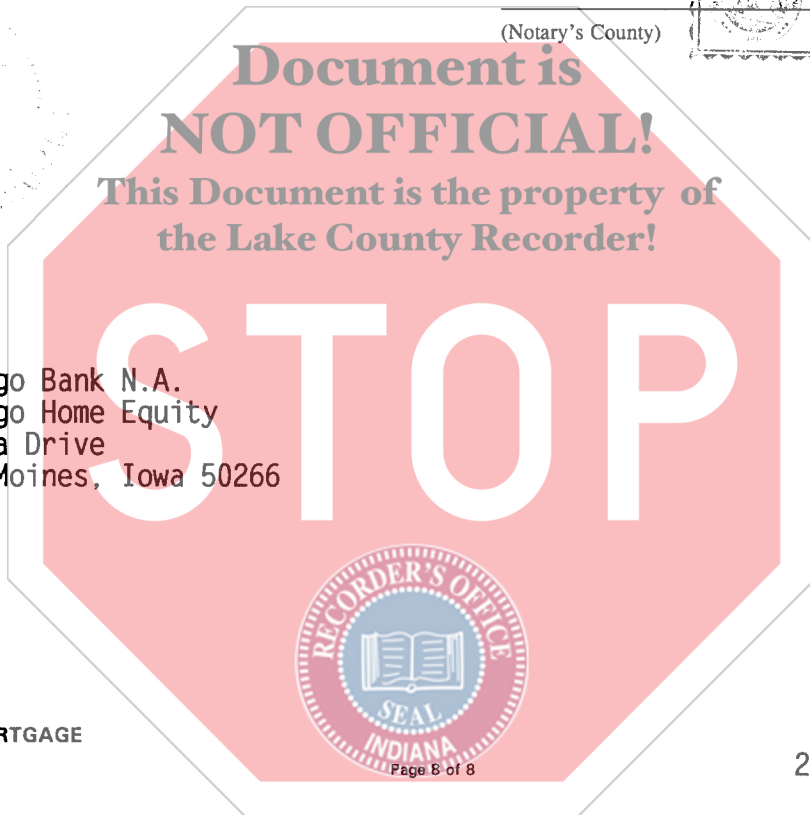 (Notary's County)
Document is
NOT OFFICIAL!
This Document is the property of
the Lake County Recorder!
STOP
go Bank N.A.
go Home Equity
a Drive
Moines, Iowa 50266
RECORDER'S OFFICE
SEAL
INDIANA
RTGAGE
Page 8 of 8
2